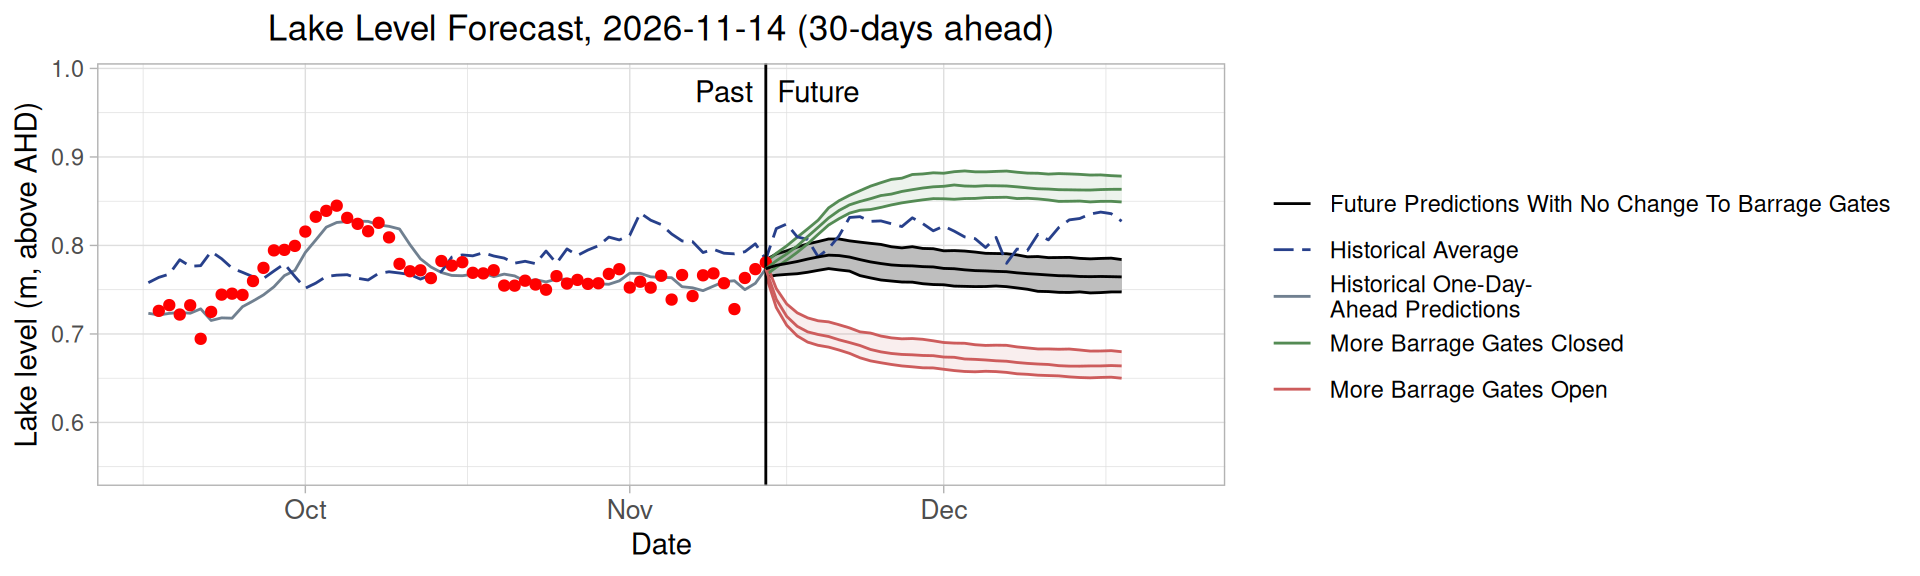 Lake Level Forecast, 2026-11-14 (30-days ahead)
Lake level (m, above AHD)
1.0
0.9
0.8
0.7
0.6
Past
Future
Oct
Nov
Dec
Date
Future Predictions With No Change To Barrage Gates
Historical Average
Historical One-Day-
Ahead Predictions
More Barrage Gates Closed
More Barrage Gates Open